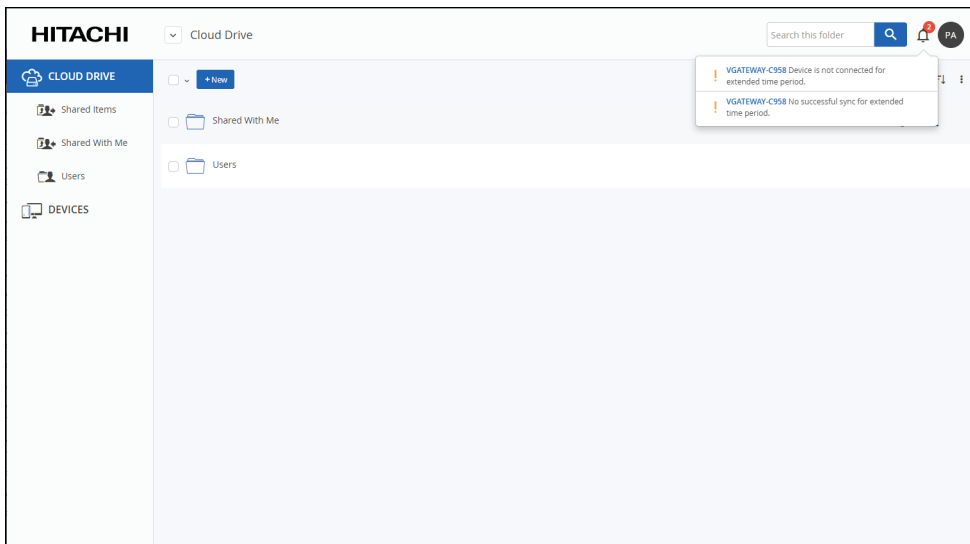 HITACHI
Cloud Drive
Search this folder
2
PA
CLOUD DRIVE
Shared Items
Shared With Me
Users
DEVICES
+ New
VGATEWAY-C958 Device is not connected for
extended time period.
VGATEWAY-C958 No successful sync for extended
time period.
Shared With Me
Users